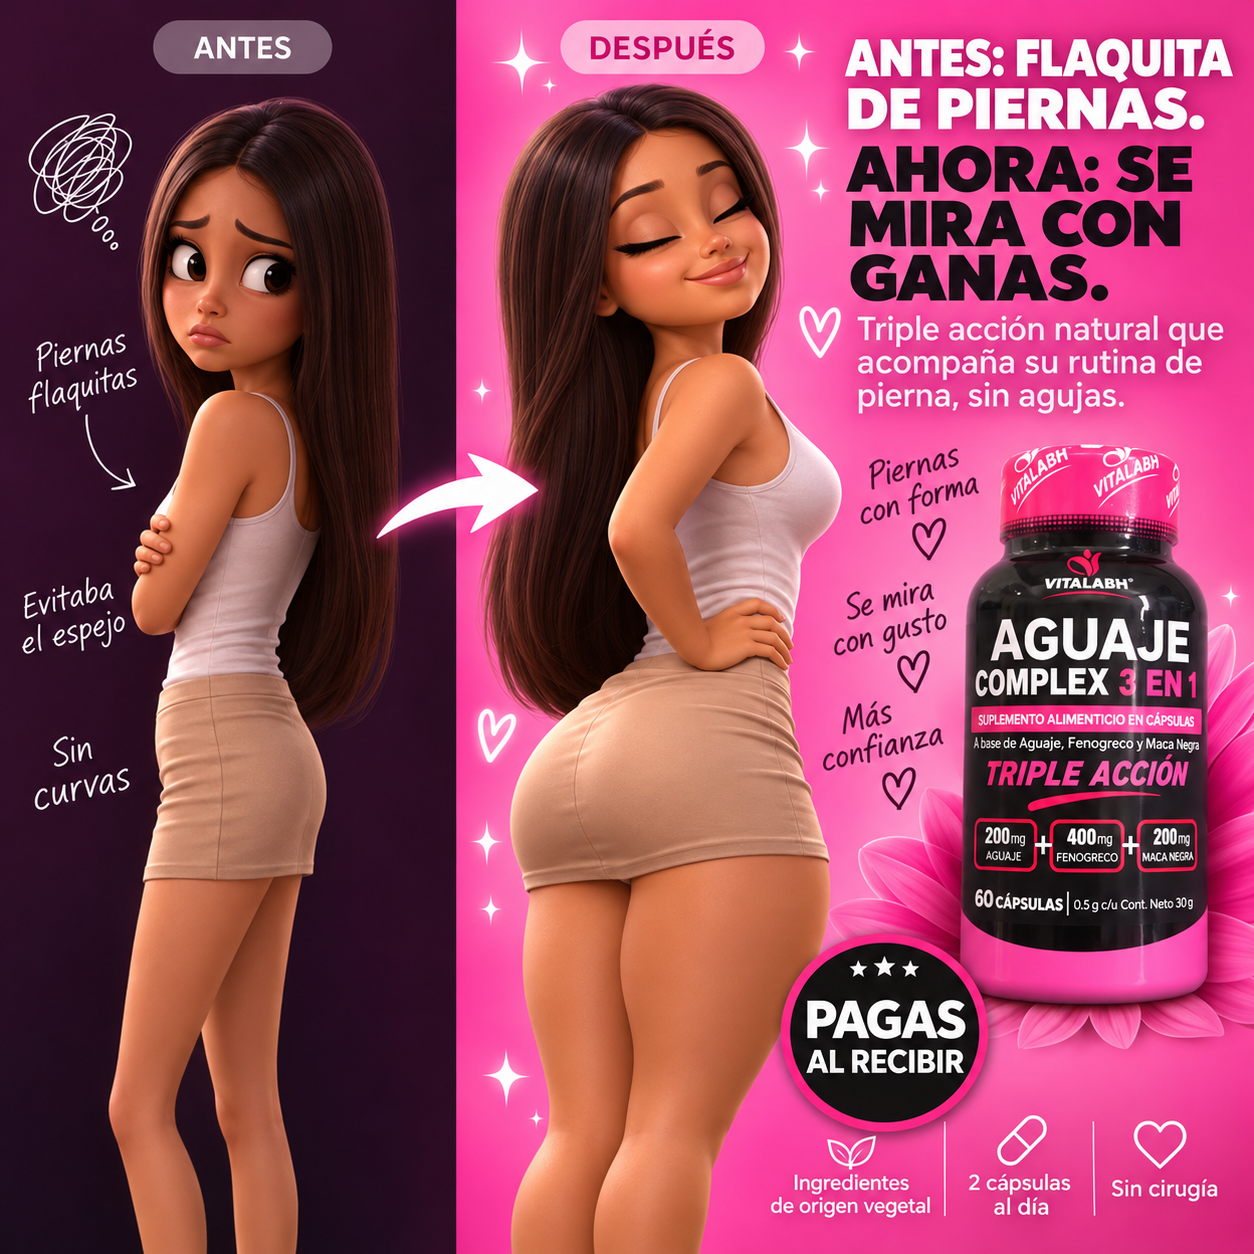 ANTES
DESPUÉS
ANTES: FLAQUITA
DE PIERNAS.
AHORA: SE
MIRA CON
GANAS.
Triple acción natural que
acompaña su rutina de
pierna, sin agujas.
Piernas
flaquitas
Evitaba
el espejo
Sin
curvas
Piernas
con forma
Se mira
con gusto
Más
confianza
VITALABH
VITALABH
VITALABH®
AGUAJE
COMPLEX 3 EN 1
SUPLEMENTO ALIMENTICIO EN CÁPSULAS
A base de Aguaje, Fenogreco y Maca Negra
TRIPLE ACCIÓN
200mg + 400mg + 200mg
AGUAJE FENOGRECO MACA NEGRA
60 CÁPSULAS | 0.5 g c/u Cont. Neto 30 g
PAGAS
AL RECIBIR
Ingredientes
de origen vegetal
2 cápsulas
al día
Sin cirugía